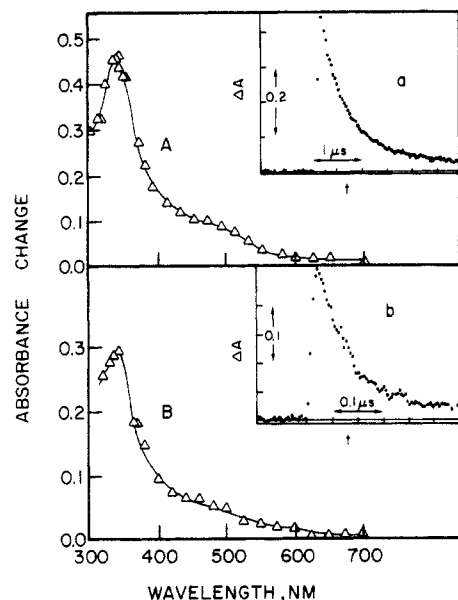 0.5
0.4
0.3
0.2
0.1
0.0
A
ΔA
0.2
a
1 μs
↑
ABSORBANCE CHANGE
0.3
0.2
0.1
0.0
B
ΔA
0.1
b
0.1 μs
↑
300 400 500 600 700
WAVELENGTH, NM